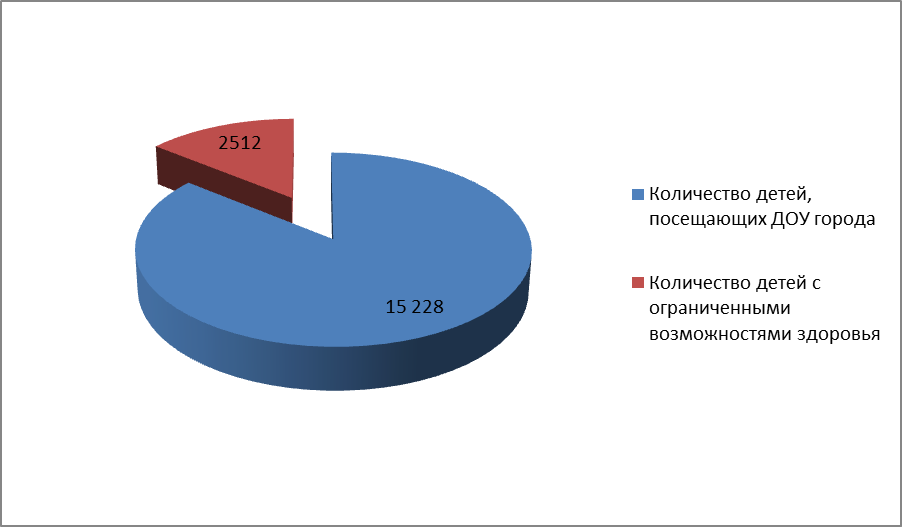 2512
15 228
Количество детей,
посещающих ДОУ города
Количество детей с
ограниченными
возможностями здоровья